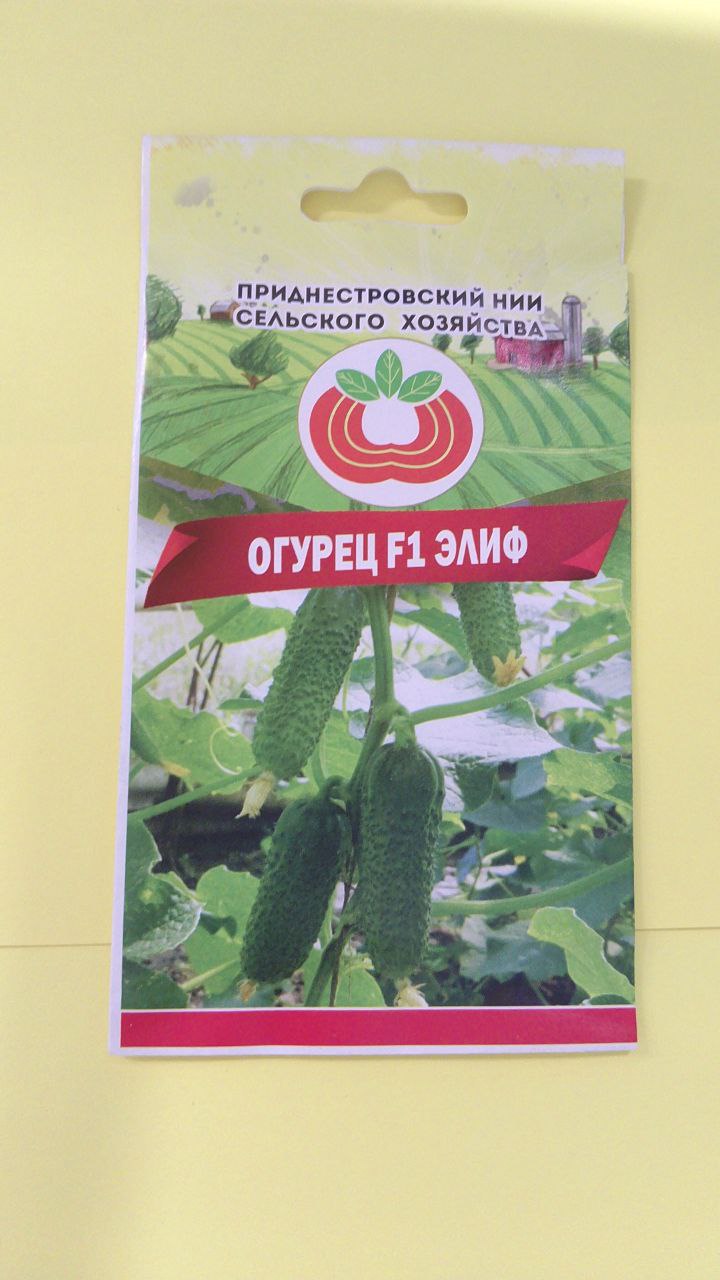 ПРИДНЕСТРОВСКИЙ НИИ
СЕЛЬСКОГО ХОЗЯЙСТВА
ОГУРЕЦ F1 ЭЛИФ